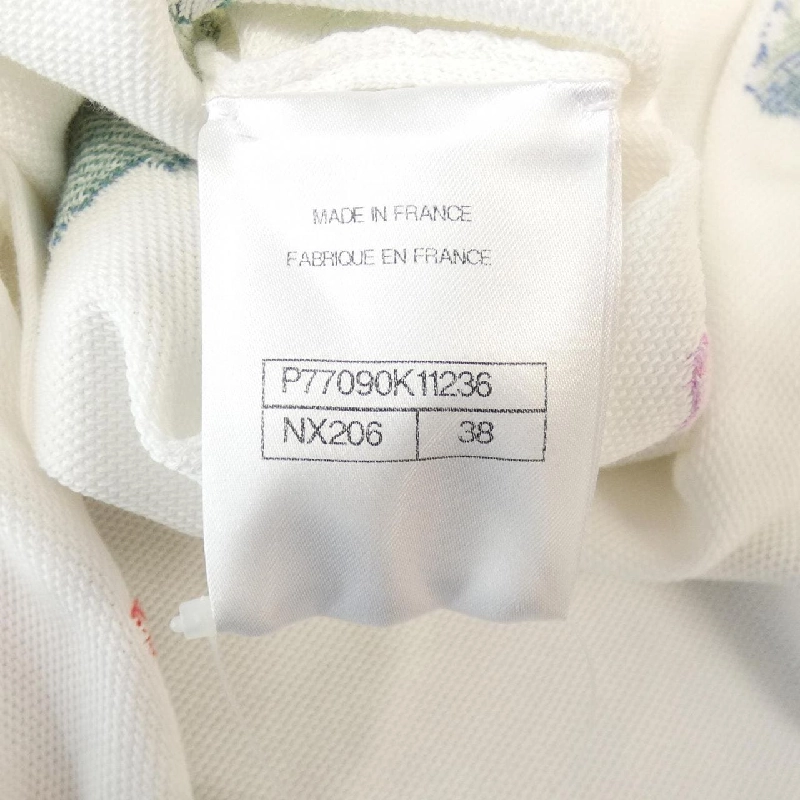 MADE IN FRANCE
FABRIQUE EN FRANCE
P77090K11236
NX206 38